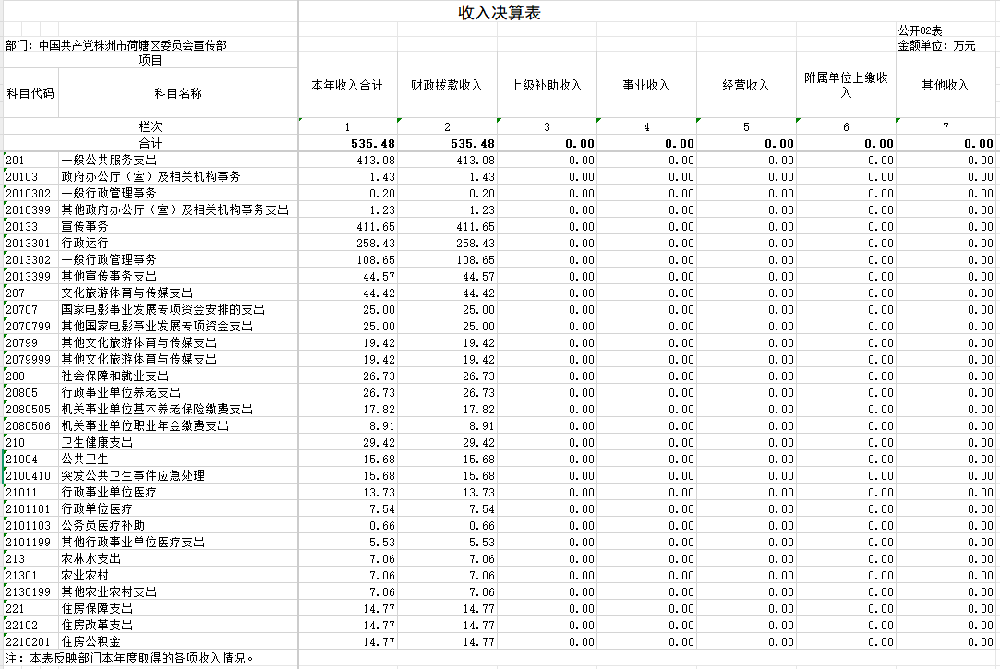 收入决算表
公开02表
部门：中国共产党株洲市荷塘区委员会宣传部 金额单位：万元
项目
科目代码 科目名称 本年收入合计 财政拨款收入 上级补助收入 事业收入 经营收入 附属单位上缴收入 其他收入
栏次 1 2 3 4 5 6 7
合计 535.48 535.48 0.00 0.00 0.00 0.00 0.00
201 一般公共服务支出 413.08 413.08 0.00 0.00 0.00 0.00 0.00
20103 政府办公厅（室）及相关机构事务 1.43 1.43 0.00 0.00 0.00 0.00 0.00
2010302 一般行政管理事务 0.20 0.20 0.00 0.00 0.00 0.00 0.00
2010399 其他政府办公厅（室）及相关机构事务支出 1.23 1.23 0.00 0.00 0.00 0.00 0.00
20133 宣传事务 411.65 411.65 0.00 0.00 0.00 0.00 0.00
2013301 行政运行 258.43 258.43 0.00 0.00 0.00 0.00 0.00
2013302 一般行政管理事务 108.65 108.65 0.00 0.00 0.00 0.00 0.00
2013399 其他宣传事务支出 44.57 44.57 0.00 0.00 0.00 0.00 0.00
207 文化旅游体育与传媒支出 44.42 44.42 0.00 0.00 0.00 0.00 0.00
20707 国家电影事业发展专项资金安排的支出 25.00 25.00 0.00 0.00 0.00 0.00 0.00
2070799 其他国家电影事业发展专项资金支出 25.00 25.00 0.00 0.00 0.00 0.00 0.00
20799 其他文化旅游体育与传媒支出 19.42 19.42 0.00 0.00 0.00 0.00 0.00
2079999 其他文化旅游体育与传媒支出 19.42 19.42 0.00 0.00 0.00 0.00 0.00
208 社会保障和就业支出 26.73 26.73 0.00 0.00 0.00 0.00 0.00
20805 行政事业单位养老支出 26.73 26.73 0.00 0.00 0.00 0.00 0.00
2080505 机关事业单位基本养老保险缴费支出 17.82 17.82 0.00 0.00 0.00 0.00 0.00
2080506 机关事业单位职业年金缴费支出 8.91 8.91 0.00 0.00 0.00 0.00 0.00
210 卫生健康支出 29.42 29.42 0.00 0.00 0.00 0.00 0.00
21004 公共卫生 15.68 15.68 0.00 0.00 0.00 0.00 0.00
2100410 突发公共卫生事件应急处理 15.68 15.68 0.00 0.00 0.00 0.00 0.00
21011 行政事业单位医疗 13.73 13.73 0.00 0.00 0.00 0.00 0.00
2101101 行政单位医疗 7.54 7.54 0.00 0.00 0.00 0.00 0.00
2101103 公务员医疗补助 0.66 0.66 0.00 0.00 0.00 0.00 0.00
2101199 其他行政事业单位医疗支出 5.53 5.53 0.00 0.00 0.00 0.00 0.00
213 农林水支出 7.06 7.06 0.00 0.00 0.00 0.00 0.00
21301 农业农村 7.06 7.06 0.00 0.00 0.00 0.00 0.00
2130199 其他农业农村支出 7.06 7.06 0.00 0.00 0.00 0.00 0.00
221 住房保障支出 14.77 14.77 0.00 0.00 0.00 0.00 0.00
22102 住房改革支出 14.77 14.77 0.00 0.00 0.00 0.00 0.00
2210201 住房公积金 14.77 14.77 0.00 0.00 0.00 0.00 0.00
注：本表反映部门本年度取得的各项收入情况。